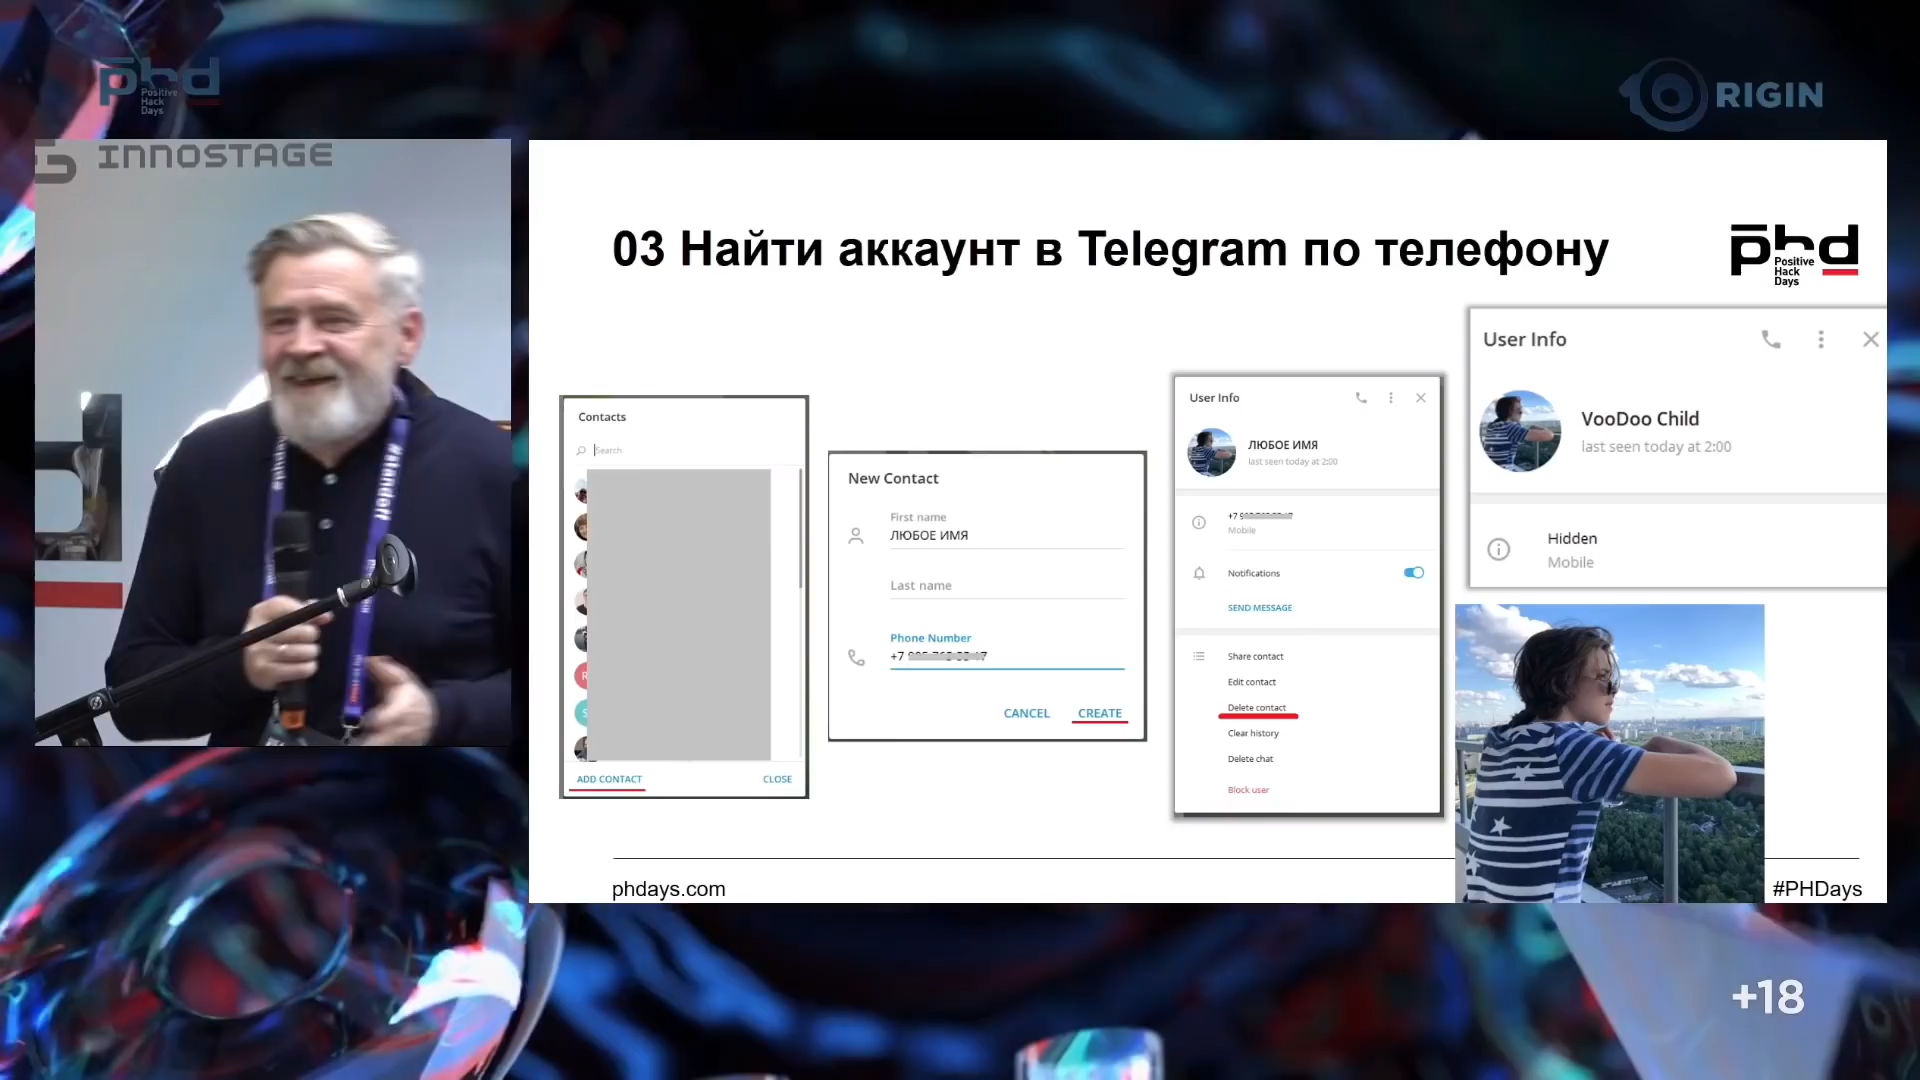 phd
Positive
Hack
Days
ORIGIN
INNOSTAGE
#standoff
03 Найти аккаунт в Telegram по телефону
phd
Positive
Hack
Days
Contacts
Search
ADD CONTACT
CLOSE
New Contact
First name
ЛЮБОЕ ИМЯ
Last name
Phone Number
+7
CANCEL
CREATE
User Info
ЛЮБОЕ ИМЯ
last seen today at 2:00
+7
Mobile
Notifications
SEND MESSAGE
Share contact
Edit contact
Delete contact
Clear history
Delete chat
Block user
User Info
VooDoo Child
last seen today at 2:00
Hidden
Mobile
phdays.com
#PHDays
+18